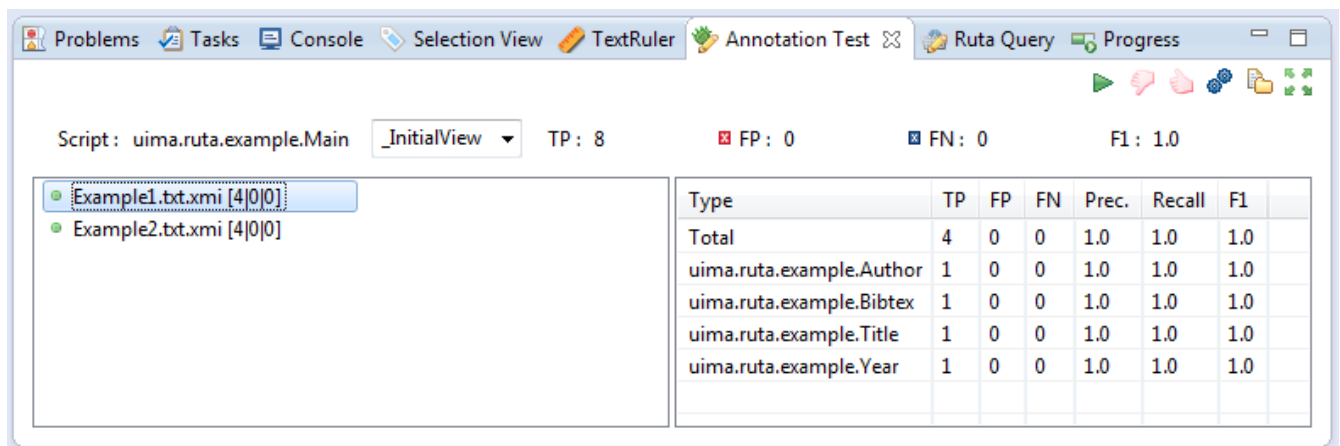 Problems Tasks Console Selection View TextRuler Annotation Test Ruta Query Progress
Script : uima.ruta.example.Main _InitialView TP : 8 FP : 0 FN : 0 F1 : 1.0
Example1.txt.xmi [4|0|0]
Example2.txt.xmi [4|0|0]
Type TP FP FN Prec. Recall F1
Total 4 0 0 1.0 1.0 1.0
uima.ruta.example.Author 1 0 0 1.0 1.0 1.0
uima.ruta.example.Bibtex 1 0 0 1.0 1.0 1.0
uima.ruta.example.Title 1 0 0 1.0 1.0 1.0
uima.ruta.example.Year 1 0 0 1.0 1.0 1.0